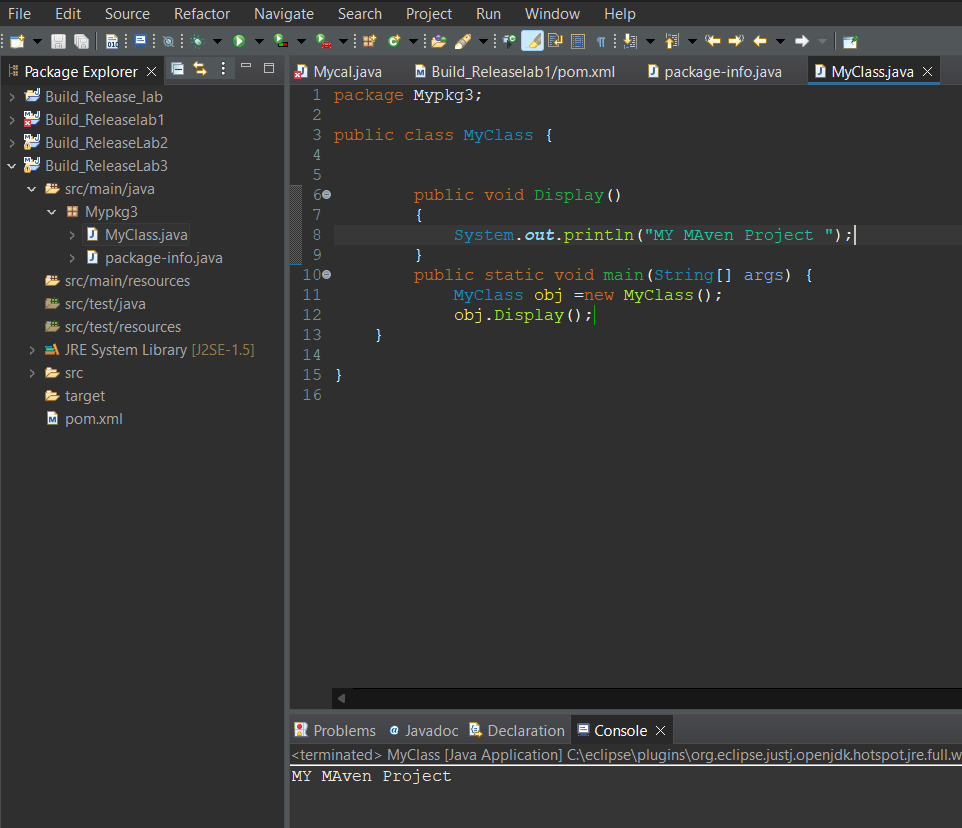 File Edit Source Refactor Navigate Search Project Run Window Help
Package Explorer
Build_Release_lab
Build_Releaselab1
Build_ReleaseLab2
Build_ReleaseLab3
src/main/java
Mypkg3
MyClass.java
package-info.java
src/main/resources
src/test/java
src/test/resources
JRE System Library [J2SE-1.5]
src
target
pom.xml
Mycal.java Build_Releaselab1/pom.xml package-info.java MyClass.java
1 package Mypkg3;
2
3 public class MyClass {
4
5
6 public void Display()
7 {
8 System.out.println("MY MAven Project ");
9 }
10 public static void main(String[] args) {
11 MyClass obj =new MyClass();
12 obj.Display();
13 }
14
15 }
16
Problems Javadoc Declaration Console
<terminated> MyClass [Java Application] C:\eclipse\plugins\org.eclipse.justj.openjdk.hotspot.jre.full.w
MY MAven Project